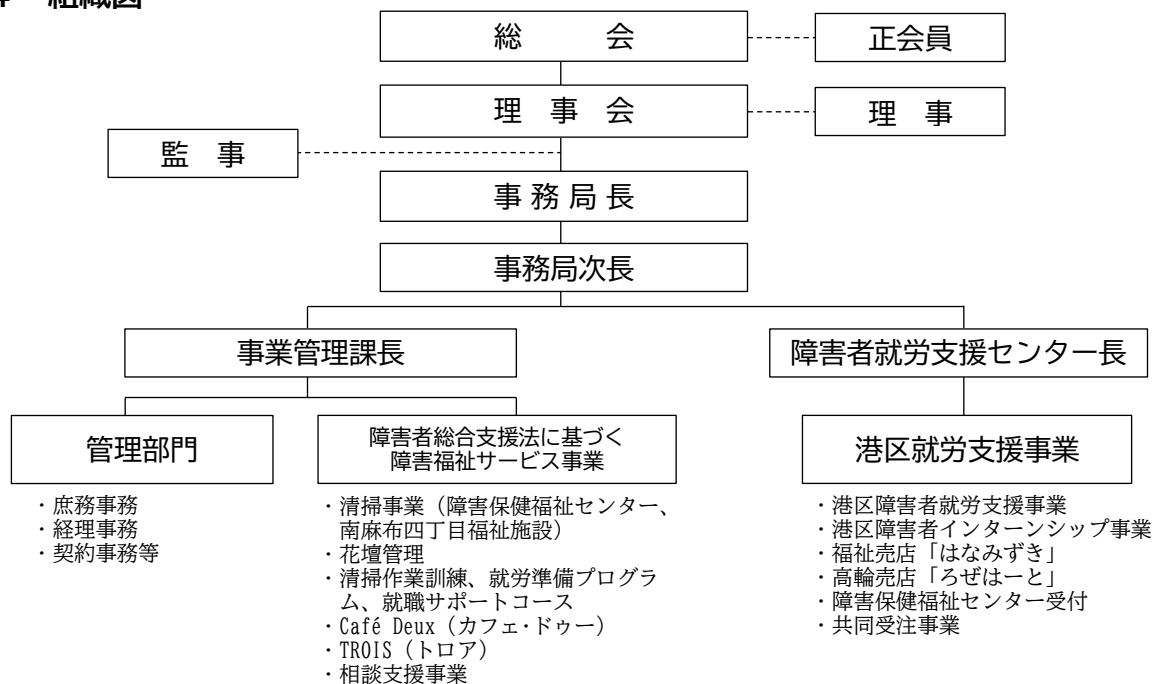 組織図
総　　会
正会員
理　事　会
理　事
監　事
事務局長
事務局次長
事業管理課長
障害者就労支援センター長
管理部門
障害者総合支援法に基づく
障害福祉サービス事業
港区就労支援事業
・庶務事務
・経理事務
・契約事務等
・清掃事業（障害保健福祉センター、
南麻布四丁目福祉施設）
・花壇管理
・清掃作業訓練、就労準備プログラ
ム、就職サポートコース
・Café Deux（カフェ・ドゥー）
・TROIS（トロア）
・相談支援事業
・港区障害者就労支援事業
・港区障害者インターンシップ事業
・福祉売店「はなみずき」
・高輪売店「ろぜはーと」
・障害保健福祉センター受付
・共同受注事業